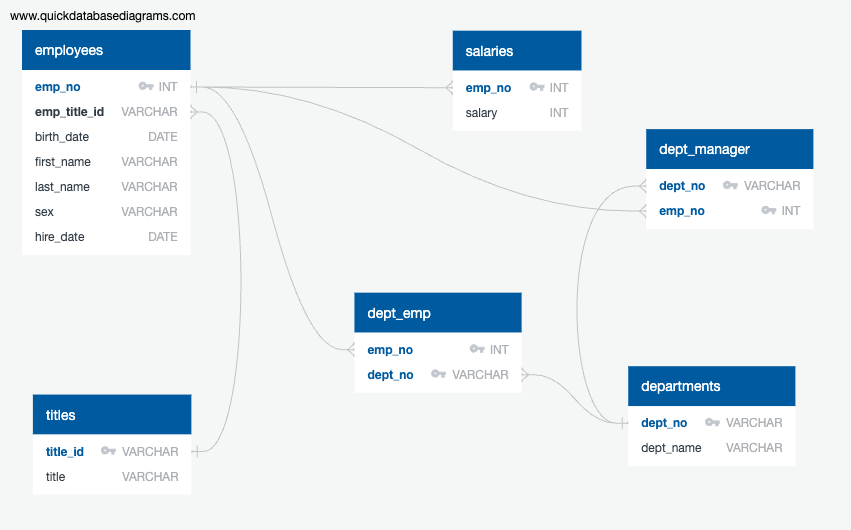 www.quickdatabasediagrams.com
employees
emp_no INT
emp_title_id VARCHAR
birth_date DATE
first_name VARCHAR
last_name VARCHAR
sex VARCHAR
hire_date DATE
salaries
emp_no INT
salary INT
dept_manager
dept_no VARCHAR
emp_no INT
dept_emp
emp_no INT
dept_no VARCHAR
departments
dept_no VARCHAR
dept_name VARCHAR
titles
title_id VARCHAR
title VARCHAR